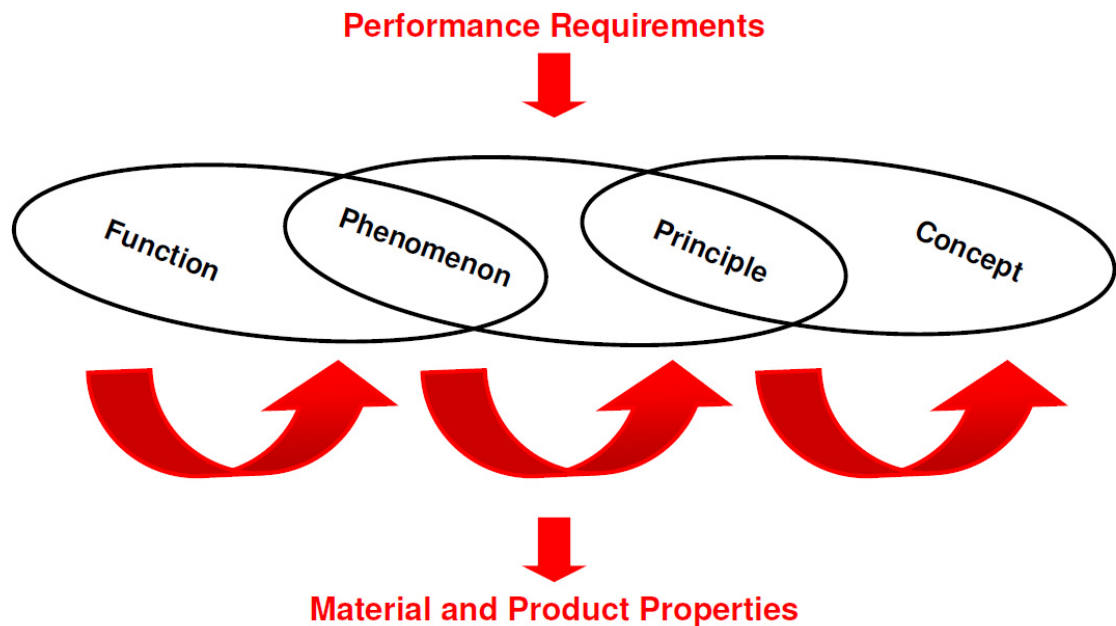 Performance Requirements
Function
Phenomenon
Principle
Concept
Material and Product Properties